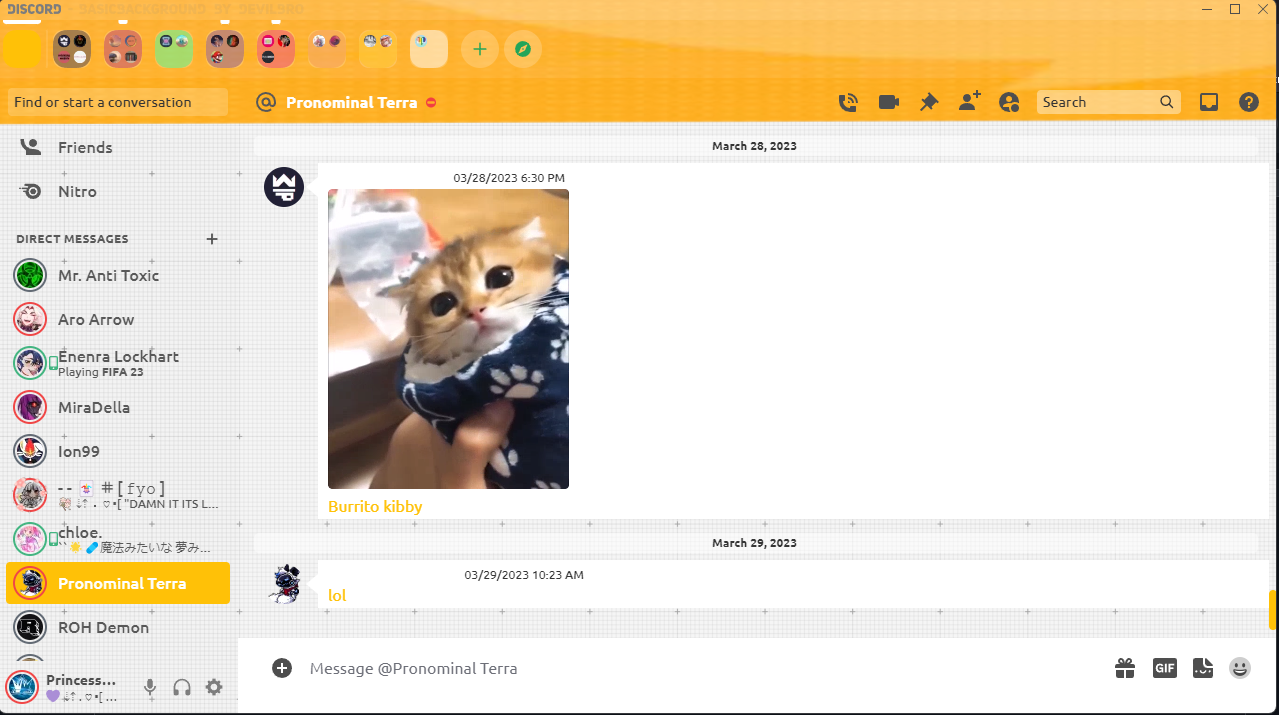 DISCORD - BASICBACKGROUND BY DEVILBRO
Find or start a conversation
Pronominal Terra
Search
Friends
Nitro
DIRECT MESSAGES
Mr. Anti Toxic
Aro Arrow
Enenra Lockhart
Playing FIFA 23
MiraDella
Ion99
-- 🃏 ⌗ [ fyo ]
"DAMN IT ITS L...
chloe.
魔法みたいな 夢み...
Pronominal Terra
ROH Demon
Princess...
March 28, 2023
03/28/2023 6:30 PM
Burrito kibby
March 29, 2023
03/29/2023 10:23 AM
lol
Message @Pronominal Terra
GIF